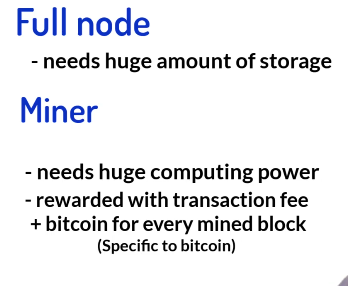 Full node
- needs huge amount of storage
Miner
- needs huge computing power
- rewarded with transaction fee
+ bitcoin for every mined block
(Specific to bitcoin)